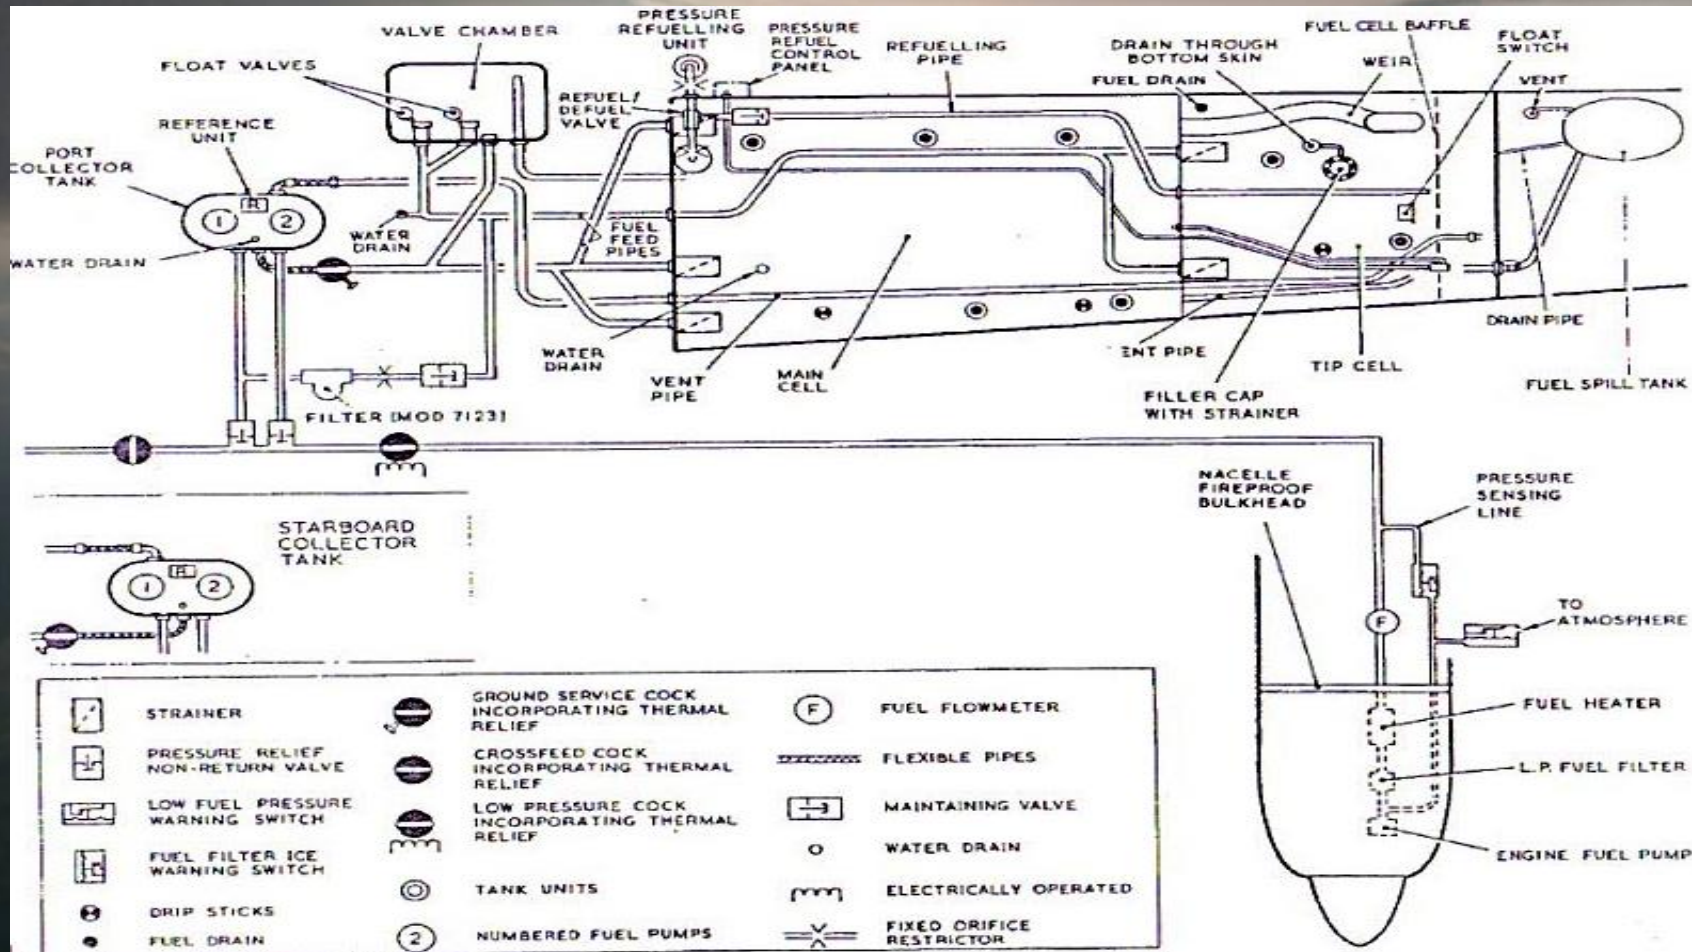 PRESSURE
REFUELLING
UNIT
VALVE CHAMBER
PRESSURE
REFUEL
CONTROL
PANEL
REFUELLING
PIPE
DRAIN THROUGH
BOTTOM SKIN
FUEL CELL BAFFLE
FLOAT
SWITCH
FLOAT VALVES
FUEL DRAIN
WEIR
VENT
REFUEL/
DEFUEL
VALVE
REFERENCE
UNIT
PORT
COLLECTOR
TANK
R
1
2
WATER
DRAIN
FUEL
FEED
PIPES
WATER DRAIN
DRAIN PIPE
WATER
DRAIN
VENT
PIPE
MAIN
CELL
ENT PIPE
TIP CELL
FILLER CAP
WITH STRAINER
FUEL SPILL TANK
FILTER [MOD 7123]
NACELLE
FIREPROOF
BULKHEAD
PRESSURE
SENSING
LINE
STARBOARD
COLLECTOR
TANK
R
1
2
F
TO
ATMOSPHERE
FUEL HEATER
L.P. FUEL FILTER
ENGINE FUEL PUMP
STRAINER
PRESSURE RELIEF
NON-RETURN VALVE
LOW FUEL PRESSURE
WARNING SWITCH
FUEL FILTER ICE
WARNING SWITCH
DRIP STICKS
FUEL DRAIN
GROUND SERVICE COCK
INCORPORATING THERMAL
RELIEF
CROSSFEED COCK
INCORPORATING THERMAL
RELIEF
LOW PRESSURE COCK
INCORPORATING THERMAL
RELIEF
TANK UNITS
2 NUMBERED FUEL PUMPS
F FUEL FLOWMETER
FLEXIBLE PIPES
MAINTAINING VALVE
WATER DRAIN
ELECTRICALLY OPERATED
FIXED ORIFICE
RESTRICTOR